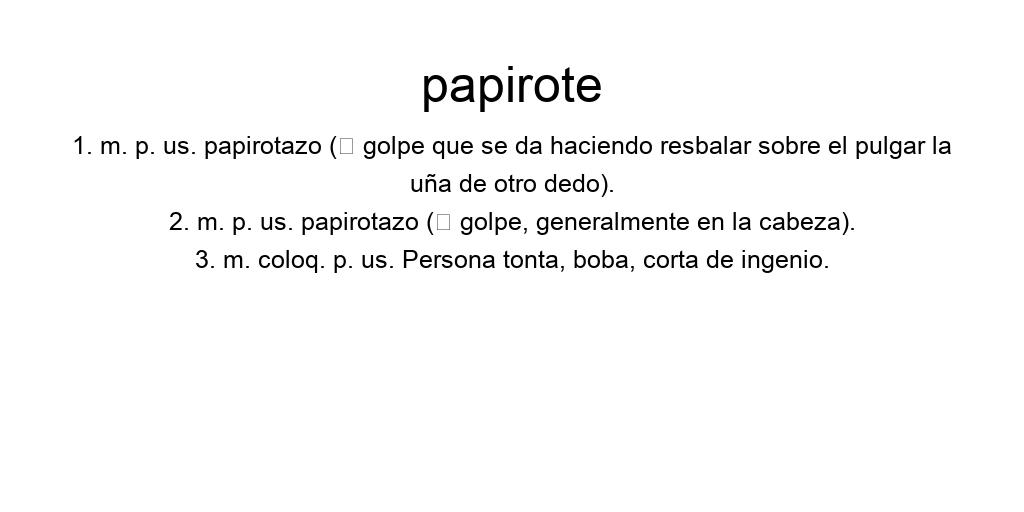 papirote
1. m. p. us. papirotazo (□ golpe que se da haciendo resbalar sobre el pulgar la
uña de otro dedo).
2. m. p. us. papirotazo (□ golpe, generalmente en la cabeza).
3. m. coloq. p. us. Persona tonta, boba, corta de ingenio.